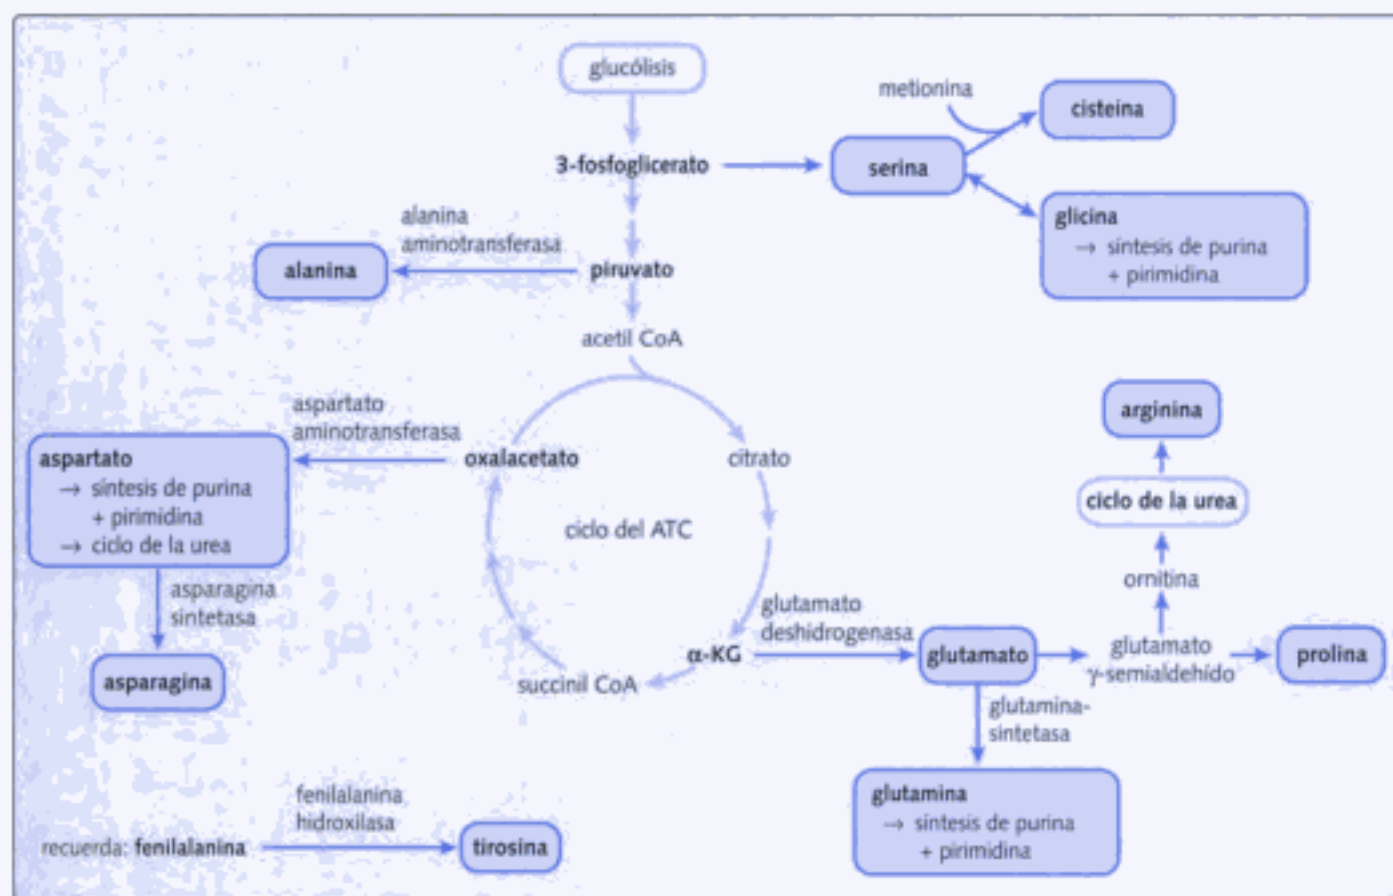 glucólisis
metionina
cisteína
3-fosfoglicerato
serina
alanina
aminotransferasa
glicina
→ síntesis de purina
+ pirimidina
alanina
piruvato
acetil CoA
aspartato
aminotransferasa
arginina
aspartato
→ síntesis de purina
+ pirimidina
→ ciclo de la urea
oxalacetato
citrato
ciclo de la urea
ciclo del ATC
asparagina
sintetasa
ornitina
glutamato
deshidrogenasa
α-KG
glutamato
glutamato
γ-semialdehído
prolina
asparagina
succinil CoA
glutamina-
sintetasa
glutamina
→ síntesis de purina
+ pirimidina
fenilalanina
hidroxilasa
recuerda: fenilalanina
tirosina